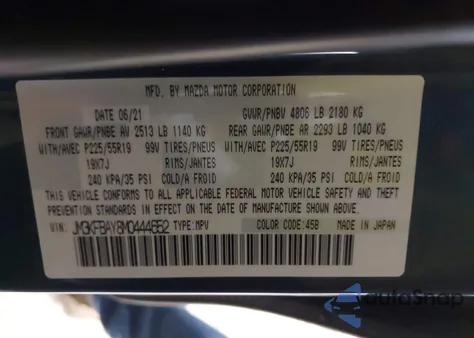 MFD. BY MAZDA MOTOR CORPORATION
DATE 06/21 GVWR/PNBV 4806 LB 2180 KG
FRONT GAWR/PNBE AV 2513 LB 1140 KG REAR GAWR/PNBE AR 2293 LB 1040 KG
WITH/AVEC P225/55R19 99V TIRES/PNEUS WITH/AVEC P225/55R19 99V TIRES/PNEUS
19X7J RIMS/JANTES 19X7J RIMS/JANTES
240 KPA/35 PSI COLD/A FROID 240 KPA/35 PSI COLD/A FROID
THIS VEHICLE CONFORMS TO ALL APPLICABLE FEDERAL MOTOR VEHICLE SAFETY AND THEFT
PREVENTION STANDARDS IN EFFECT ON THE DATE OF MANUFACTURE SHOWN ABOVE.
VIN: JM3KFBAY8M0444652 TYPE:MPV COLOR CODE:45B MADE IN JAPAN
autoSnap